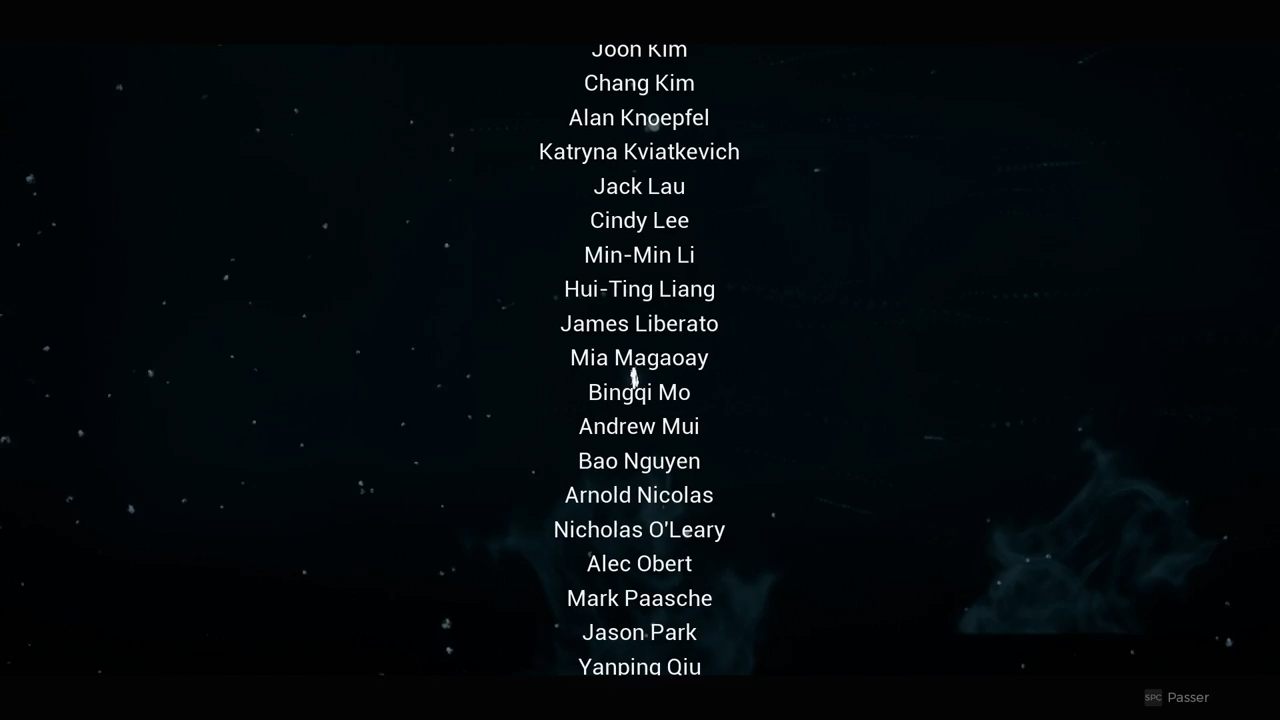 Joon Kim
Chang Kim
Alan Knoepfel
Katryna Kviatkevich
Jack Lau
Cindy Lee
Min-Min Li
Hui-Ting Liang
James Liberato
Mia Magaoay
Bingqi Mo
Andrew Mui
Bao Nguyen
Arnold Nicolas
Nicholas O'Leary
Alec Obert
Mark Paasche
Jason Park
Yanping Qiu
SPC Passer